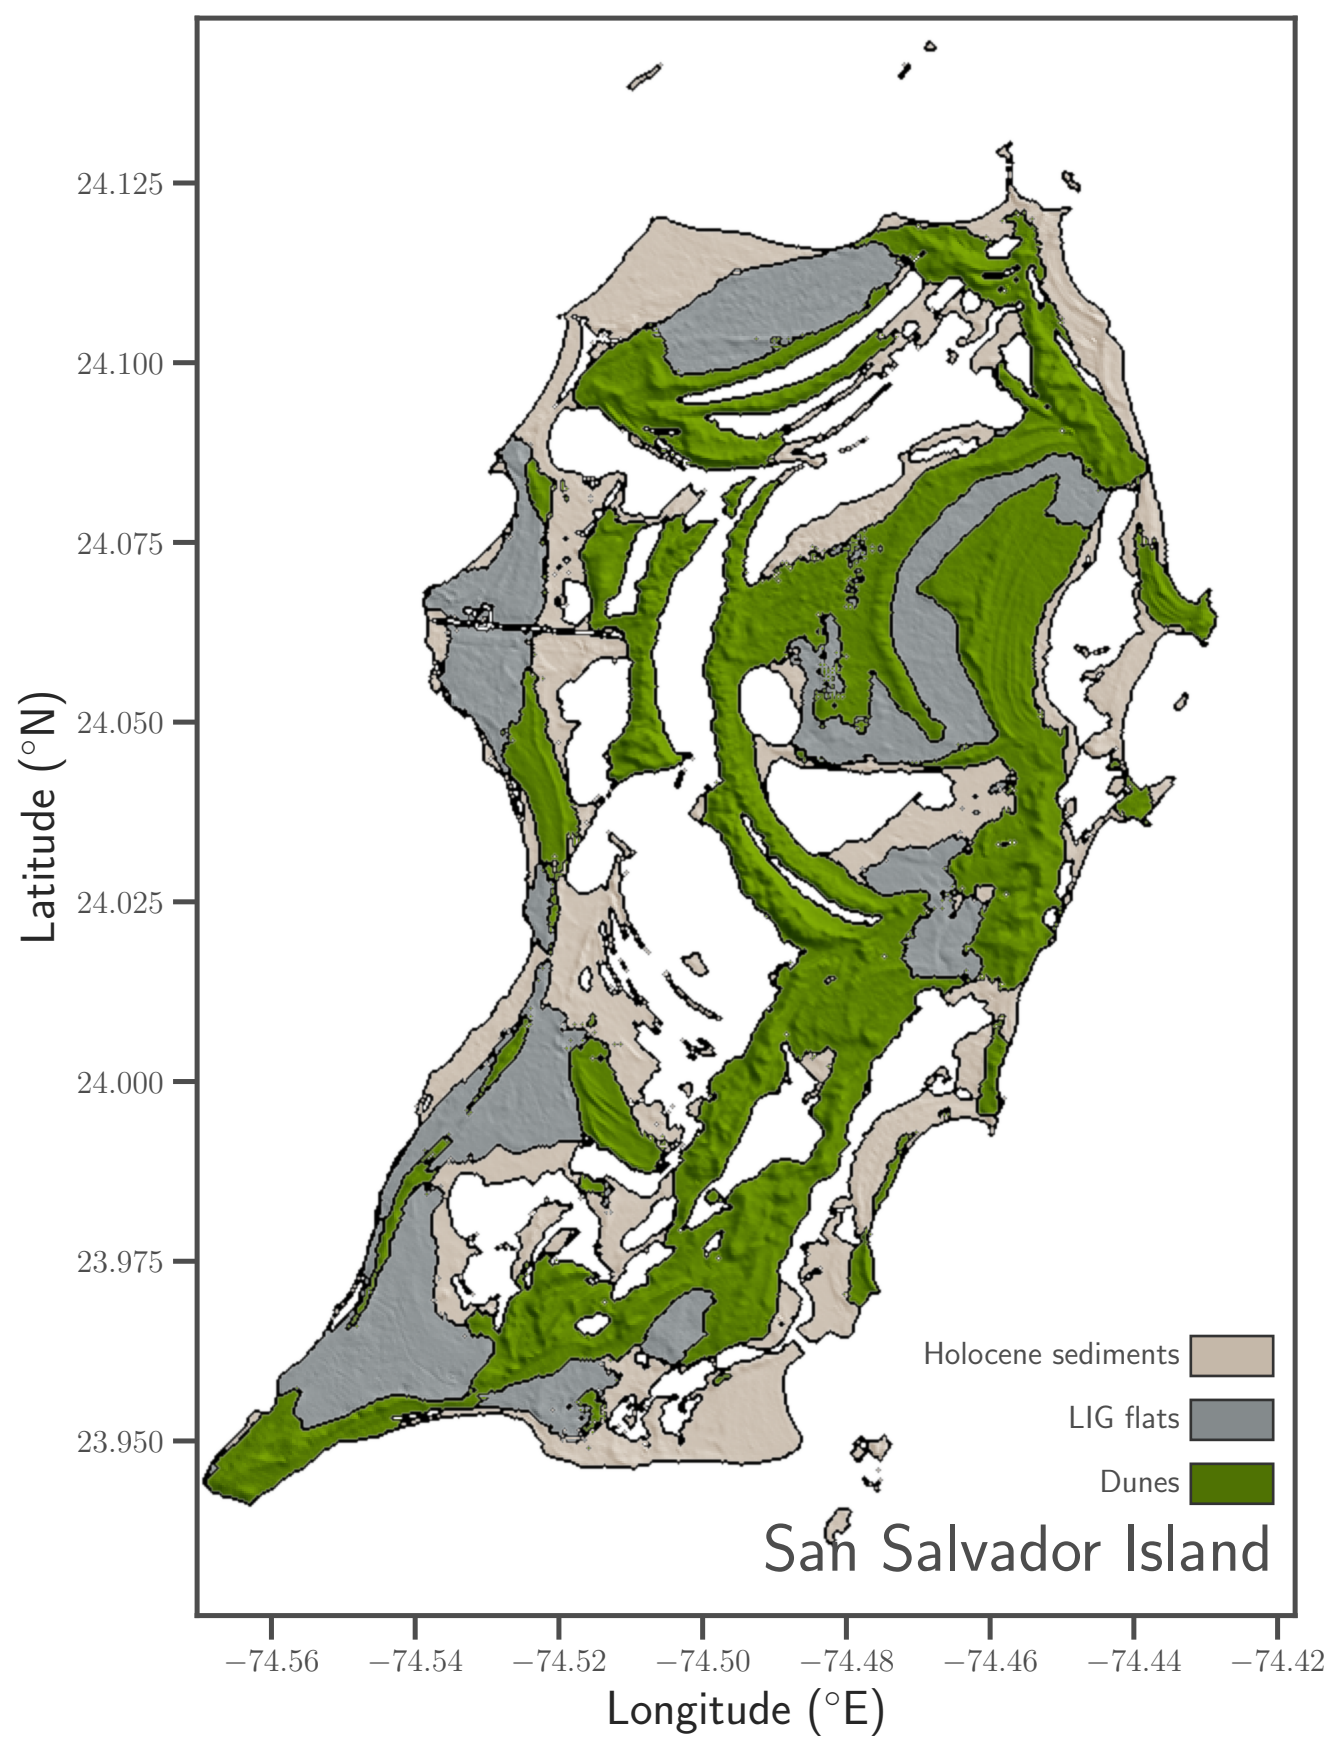 24.125
24.100
24.075
24.050
24.025
24.000
23.975
23.950
Latitude (°N)
Holocene sediments
LIG flats
Dunes
San Salvador Island
−74.56 −74.54 −74.52 −74.50 −74.48 −74.46 −74.44 −74.42
Longitude (°E)